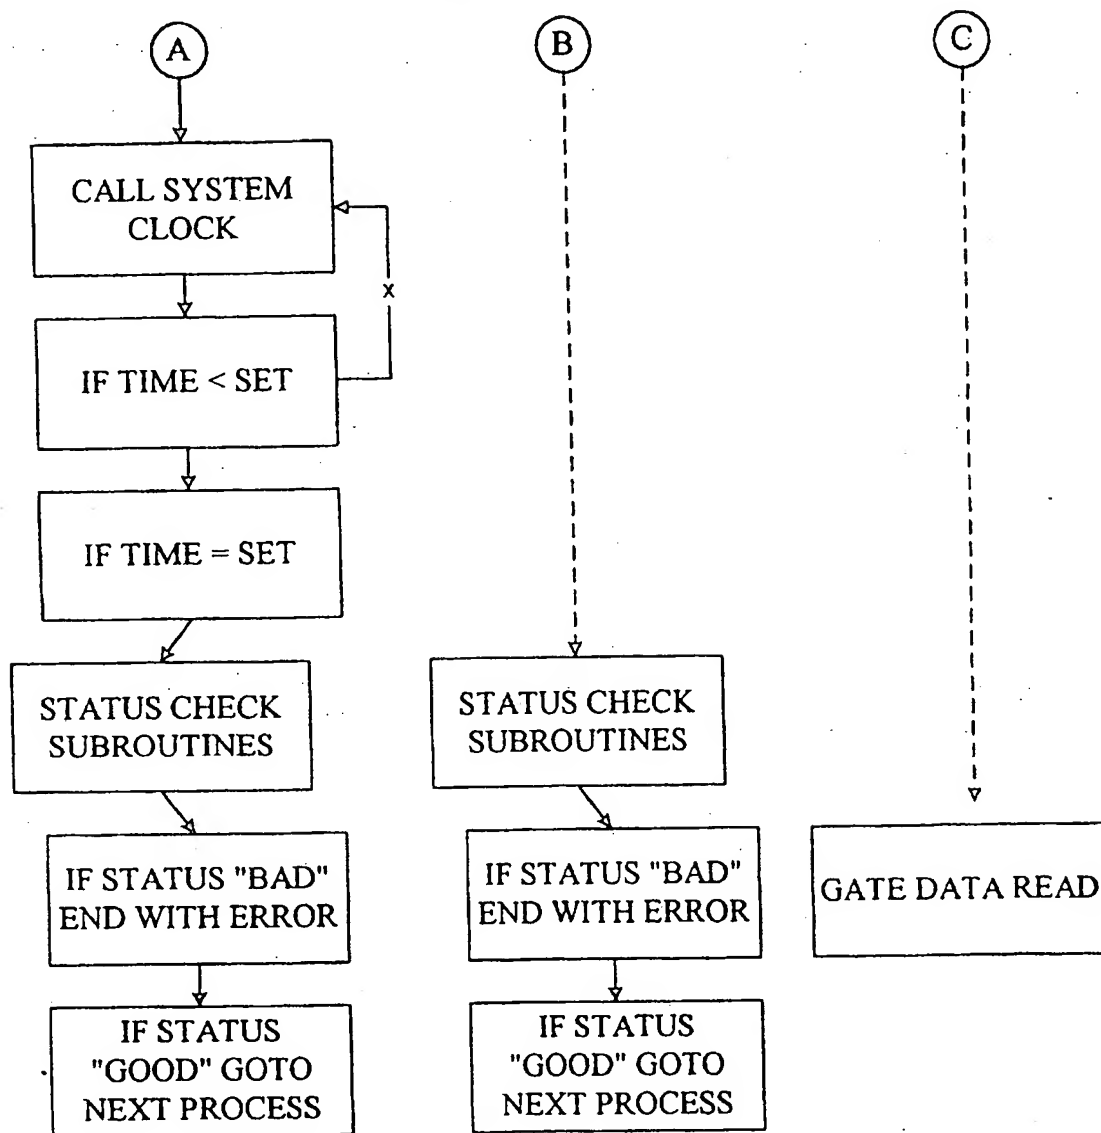 A
B
C
CALL SYSTEM
CLOCK
x
IF TIME < SET
IF TIME = SET
STATUS CHECK
SUBROUTINES
IF STATUS "BAD"
END WITH ERROR
IF STATUS
"GOOD" GOTO
NEXT PROCESS
STATUS CHECK
SUBROUTINES
IF STATUS "BAD"
END WITH ERROR
IF STATUS
"GOOD" GOTO
NEXT PROCESS
GATE DATA READ